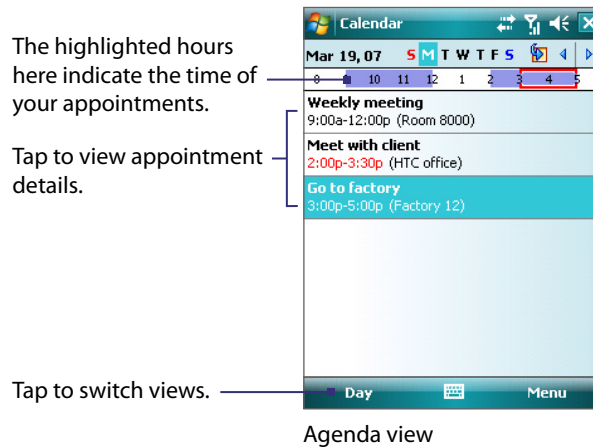 The highlighted hours
here indicate the time of
your appointments.
Tap to view appointment
details.
Tap to switch views.
Calendar
Mar 19, 07 S M T W T F S
8 10 11 12 1 2 3 4 5
Weekly meeting
9:00a-12:00p (Room 8000)
Meet with client
2:00p-3:30p (HTC office)
Go to factory
3:00p-5:00p (Factory 12)
Day Menu
Agenda view